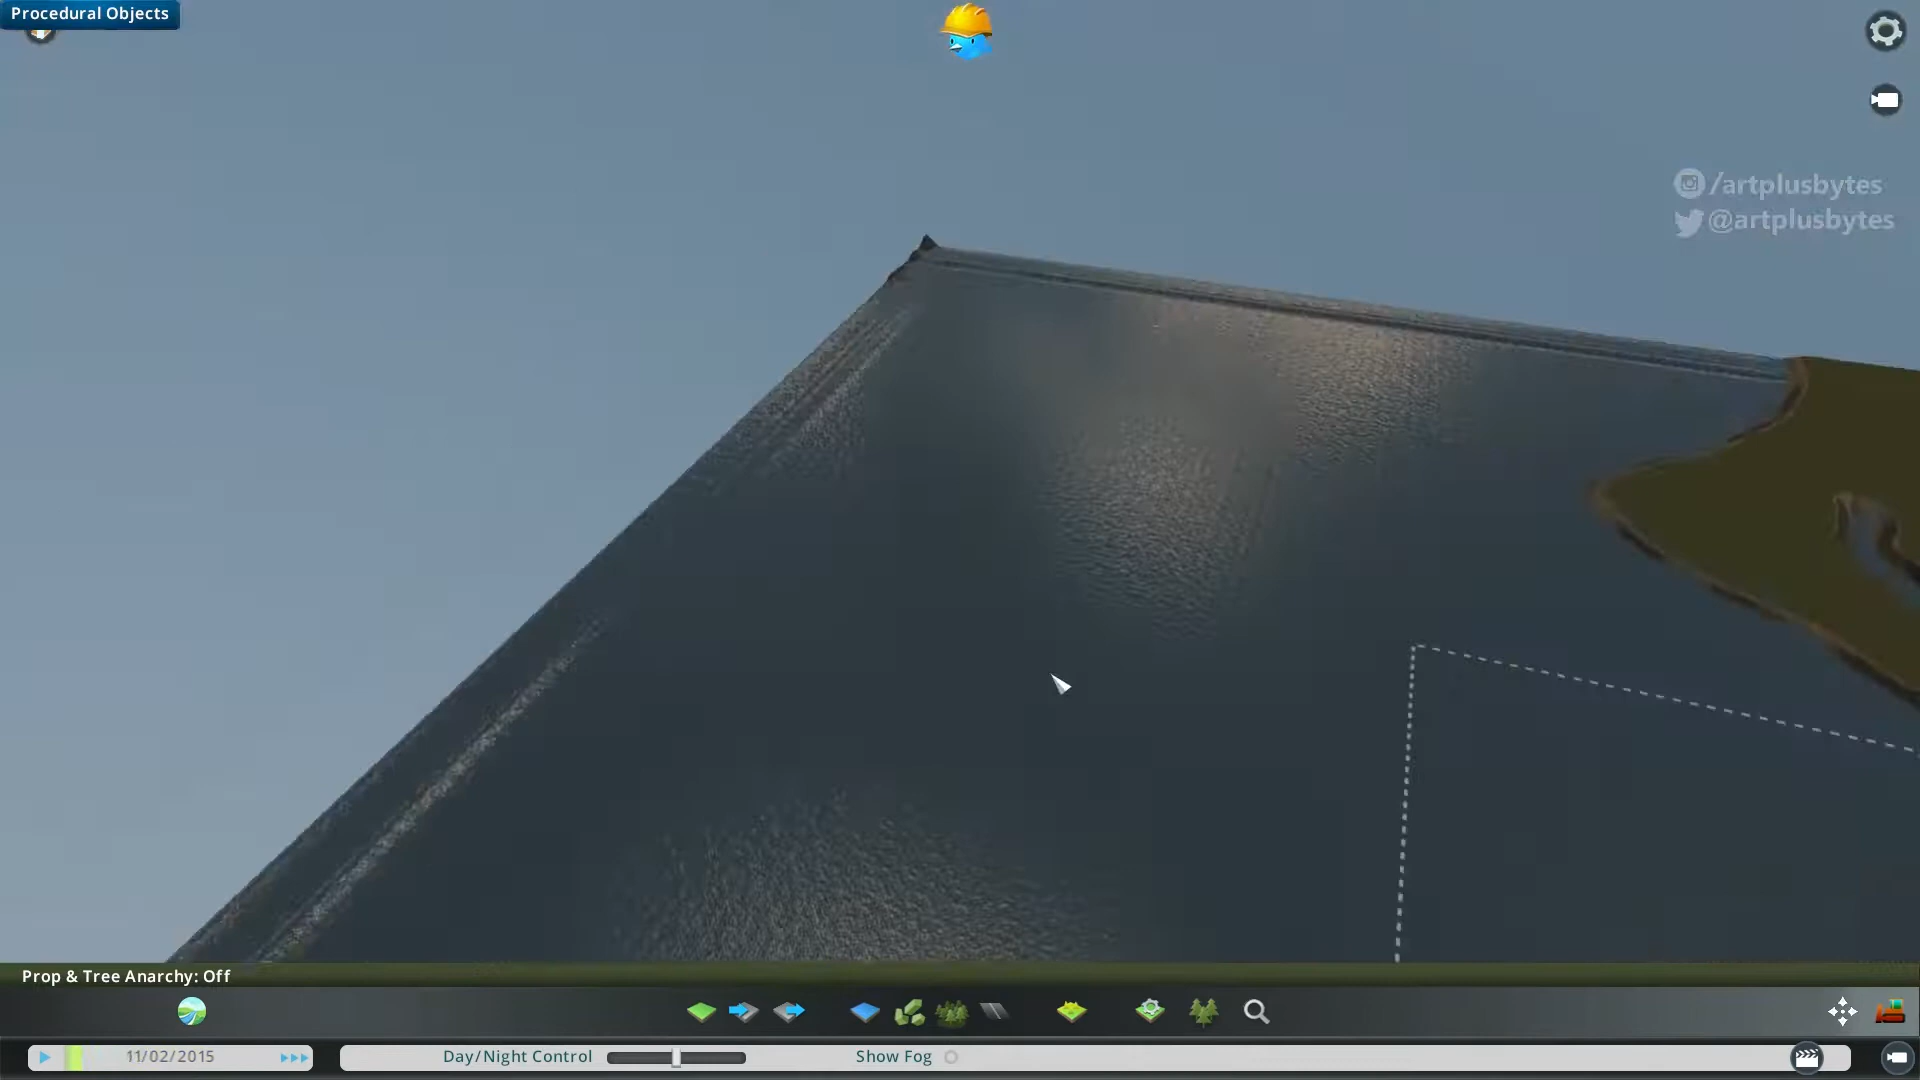 Procedural Objects
/artplusbytes
@artplusbytes
Prop & Tree Anarchy: Off
11/02/2015
Day/Night Control
Show Fog